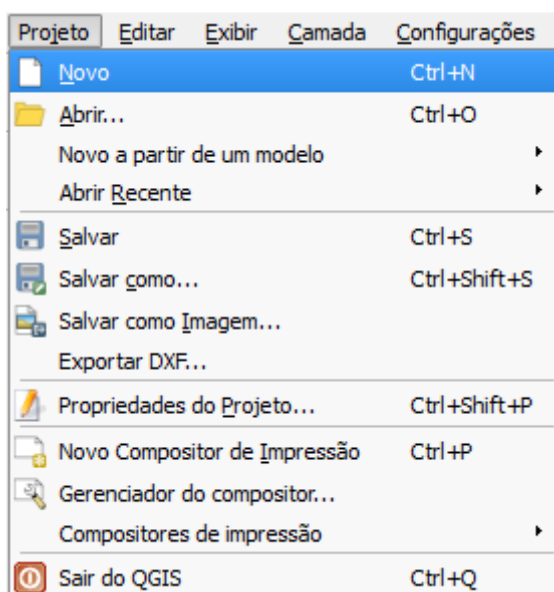 Projeto Editar Exibir Camada Configurações
Novo Ctrl+N
Abrir... Ctrl+O
Novo a partir de um modelo
Abrir Recente
Salvar Ctrl+S
Salvar como... Ctrl+Shift+S
Salvar como Imagem...
Exportar DXF...
Propriedades do Projeto... Ctrl+Shift+P
Novo Compositor de Impressão Ctrl+P
Gerenciador do compositor...
Compositores de impressão
Sair do QGIS Ctrl+Q